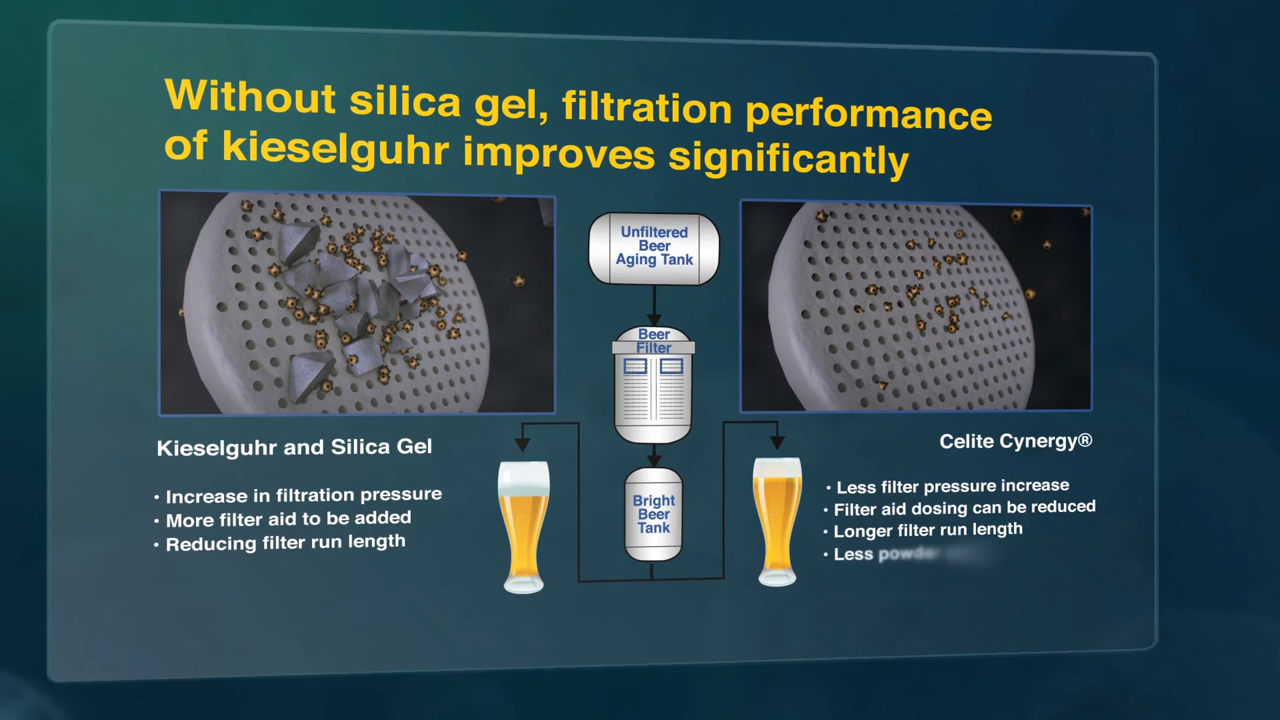 Without silica gel, filtration performance
of kieselguhr improves significantly
Unfiltered
Beer
Aging Tank
Beer
Filter
Bright
Beer
Tank
Kieselguhr and Silica Gel
• Increase in filtration pressure
• More filter aid to be added
• Reducing filter run length
Celite Cynergy®
• Less filter pressure increase
• Filter aid dosing can be reduced
• Longer filter run length
• Less powder